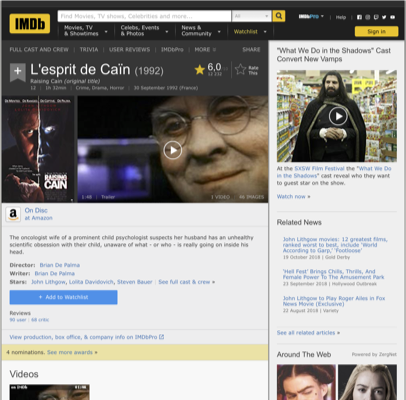 IMDb
Find Movies, TV shows, Celebrities and more...
All
IMDbPro
Help
Movies, TV & Showtimes
Celebs, Events & Photos
News & Community
Watchlist
Sign in
FULL CAST AND CREW | TRIVIA | USER REVIEWS | IMDbPro | MORE
SHARE
L'esprit de Caïn (1992)
Raising Cain (original title)
12 | 1h 32min | Crime, Drama, Horror | 30 September 1992 (France)
6,0
Rate This
RAISING CAIN
1:48 | Trailer
1 VIDEO
IMAGES
On Disc
at Amazon
The oncologist wife of a prominent child psychologist suspects her husband has an unhealthy
scientific obsession with their child, unaware of what - or who - is really going on inside his
head.
Director: Brian De Palma
Writer: Brian De Palma
Stars: John Lithgow, Lolita Davidovich, Steven Bauer | See full cast & crew »
+ Add to Watchlist
Reviews
90 user | 68 critic
View production, box office, & company info on IMDbPro
4 nominations. See more awards »
Videos
"What We Do in the Shadows" Cast
Convert New Vamps
At the SXSW Film Festival the "What We Do
in the Shadows" cast reveal who they want
to guest star on the show.
Watch now »
Related News
John Lithgow movies: 12 greatest films,
ranked worst to best, include 'World
According to Garp,' 'Footloose'
19 October 2018 | Gold Derby
'Hell Fest' Brings Chills, Thrills, And
Female Power To The Amusement Park
23 September 2018 | Hollywood Outbreak
John Lithgow to Play Roger Ailes in Fox
News Movie (Exclusive)
22 August 2018 | Variety
See all related articles »
Around The Web
Powered by ZergNet